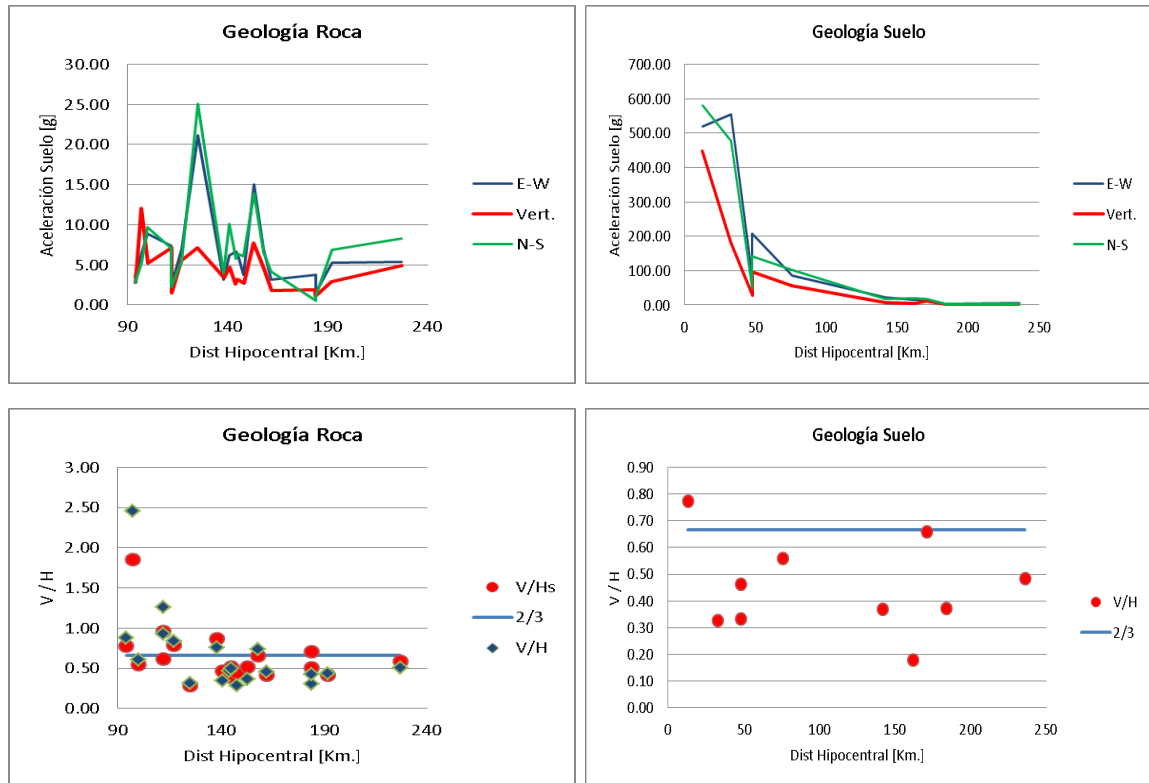 Geología Roca
Aceleración Suelo [g]
30.00
25.00
20.00
15.00
10.00
5.00
0.00
90 140 190 240
Dist Hipocentral [Km.]
E-W
Vert.
N-S
Geología Suelo
Aceleración Suelo [g]
700.00
600.00
500.00
400.00
300.00
200.00
100.00
0.00
0 50 100 150 200 250
Dist Hipocentral [Km.]
E-W
Vert.
N-S
Geología Roca
V / H
3.00
2.50
2.00
1.50
1.00
0.50
0.00
90 140 190 240
Dist Hipocentral [Km.]
V/Hs
2/3
V/H
Geología Suelo
V / H
0.90
0.80
0.70
0.60
0.50
0.40
0.30
0.20
0.10
0.00
0 50 100 150 200 250
Dist Hipocentral [Km.]
V/H
2/3